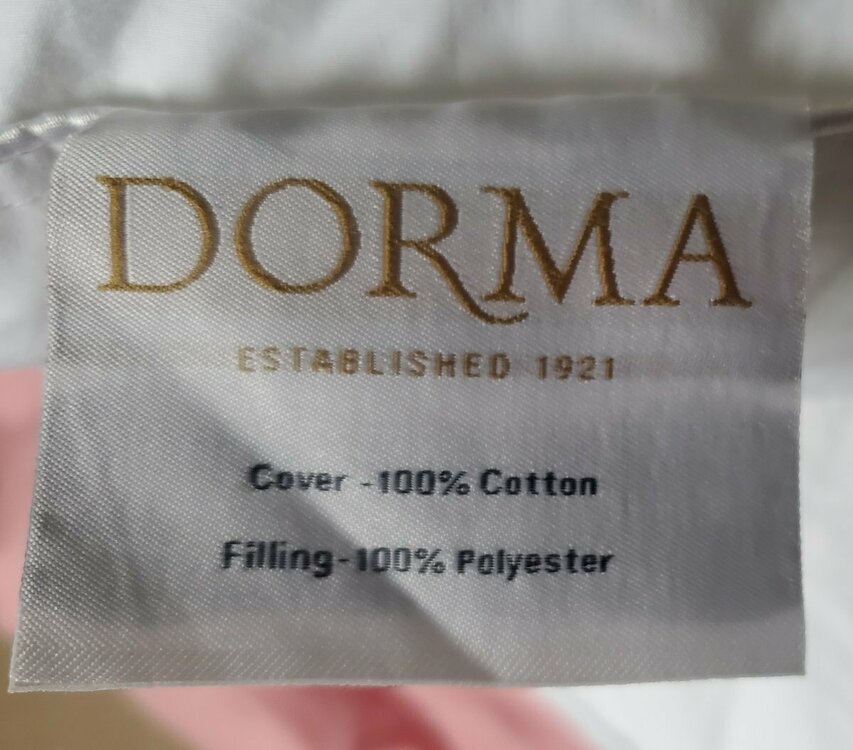 DORMA
ESTABLISHED 1921
Cover -100% Cotton
Filling-100% Polyester